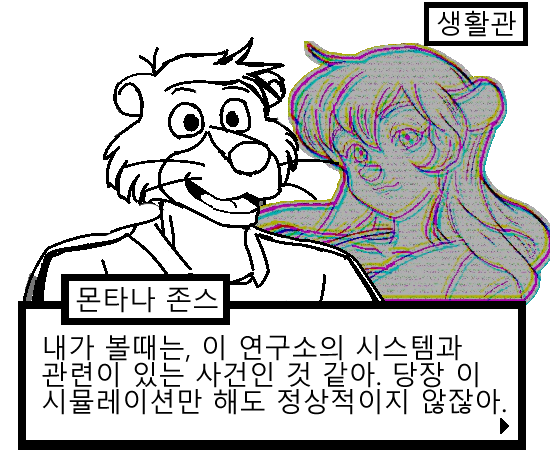 생활관
몬타나 존스
내가 볼때는, 이 연구소의 시스템과
관련이 있는 사건인 것 같아. 당장 이
시뮬레이션만 해도 정상적이지 않잖아.